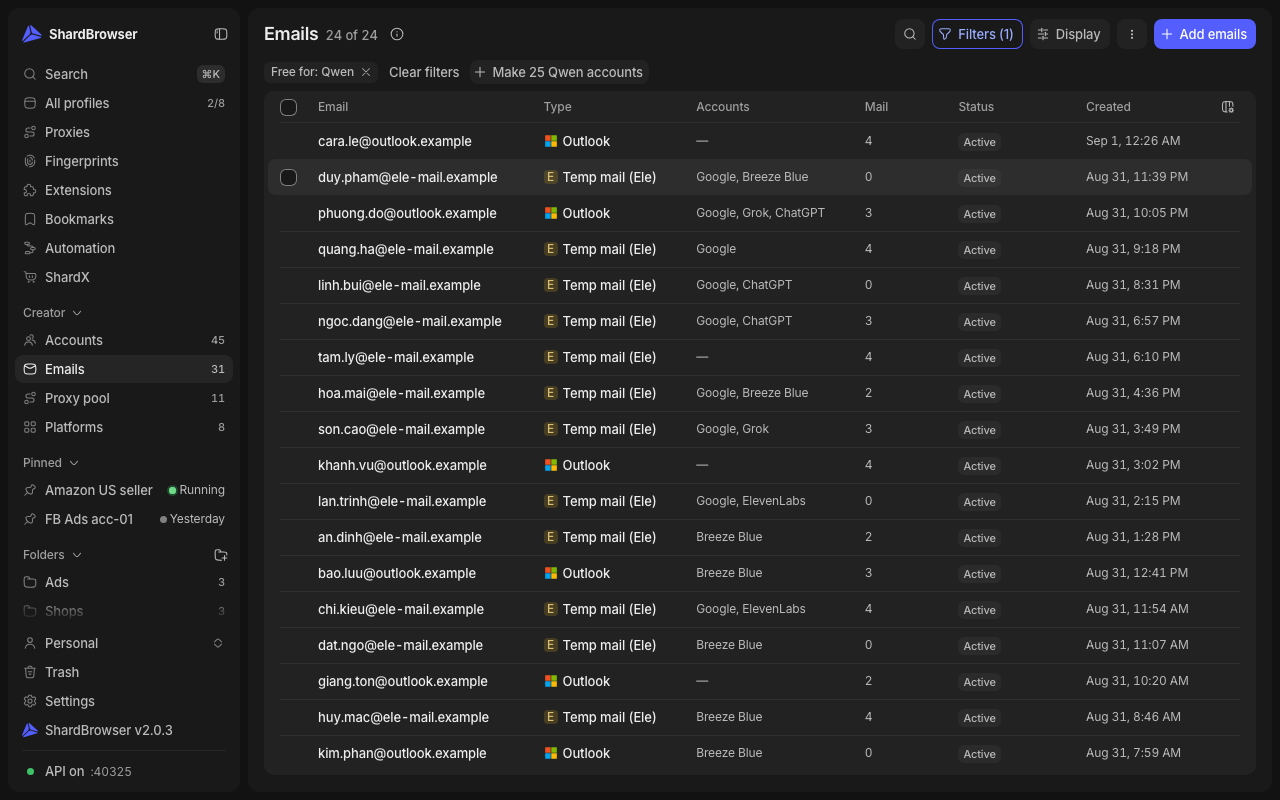 ShardBrowser
Search ⌘K
All profiles 2/8
Proxies
Fingerprints
Extensions
Bookmarks
Automation
ShardX
Creator
Accounts 45
Emails 31
Proxy pool 11
Platforms 8
Pinned
Amazon US seller Running
FB Ads acc-01 Yesterday
Folders
Ads 3
Shops 3
Personal
Trash
Settings
ShardBrowser v2.0.3
API on :40325
Emails 24 of 24
Filters (1) Display Add emails
Free for: Qwen Clear filters Make 25 Qwen accounts
Email Type Accounts Mail Status Created
cara.le@outlook.example Outlook — 4 Active Sep 1, 12:26 AM
duy.pham@ele-mail.example E Temp mail (Ele) Google, Breeze Blue 0 Active Aug 31, 11:39 PM
phuong.do@outlook.example Outlook Google, Grok, ChatGPT 3 Active Aug 31, 10:05 PM
quang.ha@ele-mail.example E Temp mail (Ele) Google 4 Active Aug 31, 9:18 PM
linh.bui@ele-mail.example E Temp mail (Ele) Google, ChatGPT 0 Active Aug 31, 8:31 PM
ngoc.dang@ele-mail.example E Temp mail (Ele) Google, ChatGPT 3 Active Aug 31, 6:57 PM
tam.ly@ele-mail.example E Temp mail (Ele) — 4 Active Aug 31, 6:10 PM
hoa.mai@ele-mail.example E Temp mail (Ele) Google, Breeze Blue 2 Active Aug 31, 4:36 PM
son.cao@ele-mail.example E Temp mail (Ele) Google, Grok 3 Active Aug 31, 3:49 PM
khanh.vu@outlook.example Outlook — 4 Active Aug 31, 3:02 PM
lan.trinh@ele-mail.example E Temp mail (Ele) Google, ElevenLabs 0 Active Aug 31, 2:15 PM
an.dinh@ele-mail.example E Temp mail (Ele) Breeze Blue 2 Active Aug 31, 1:28 PM
bao.luu@outlook.example Outlook Breeze Blue 3 Active Aug 31, 12:41 PM
chi.kieu@ele-mail.example E Temp mail (Ele) Google, ElevenLabs 4 Active Aug 31, 11:54 AM
dat.ngo@ele-mail.example E Temp mail (Ele) Breeze Blue 0 Active Aug 31, 11:07 AM
giang.ton@outlook.example Outlook — 2 Active Aug 31, 10:20 AM
huy.mac@ele-mail.example E Temp mail (Ele) Breeze Blue 4 Active Aug 31, 8:46 AM
kim.phan@outlook.example Outlook Breeze Blue 0 Active Aug 31, 7:59 AM